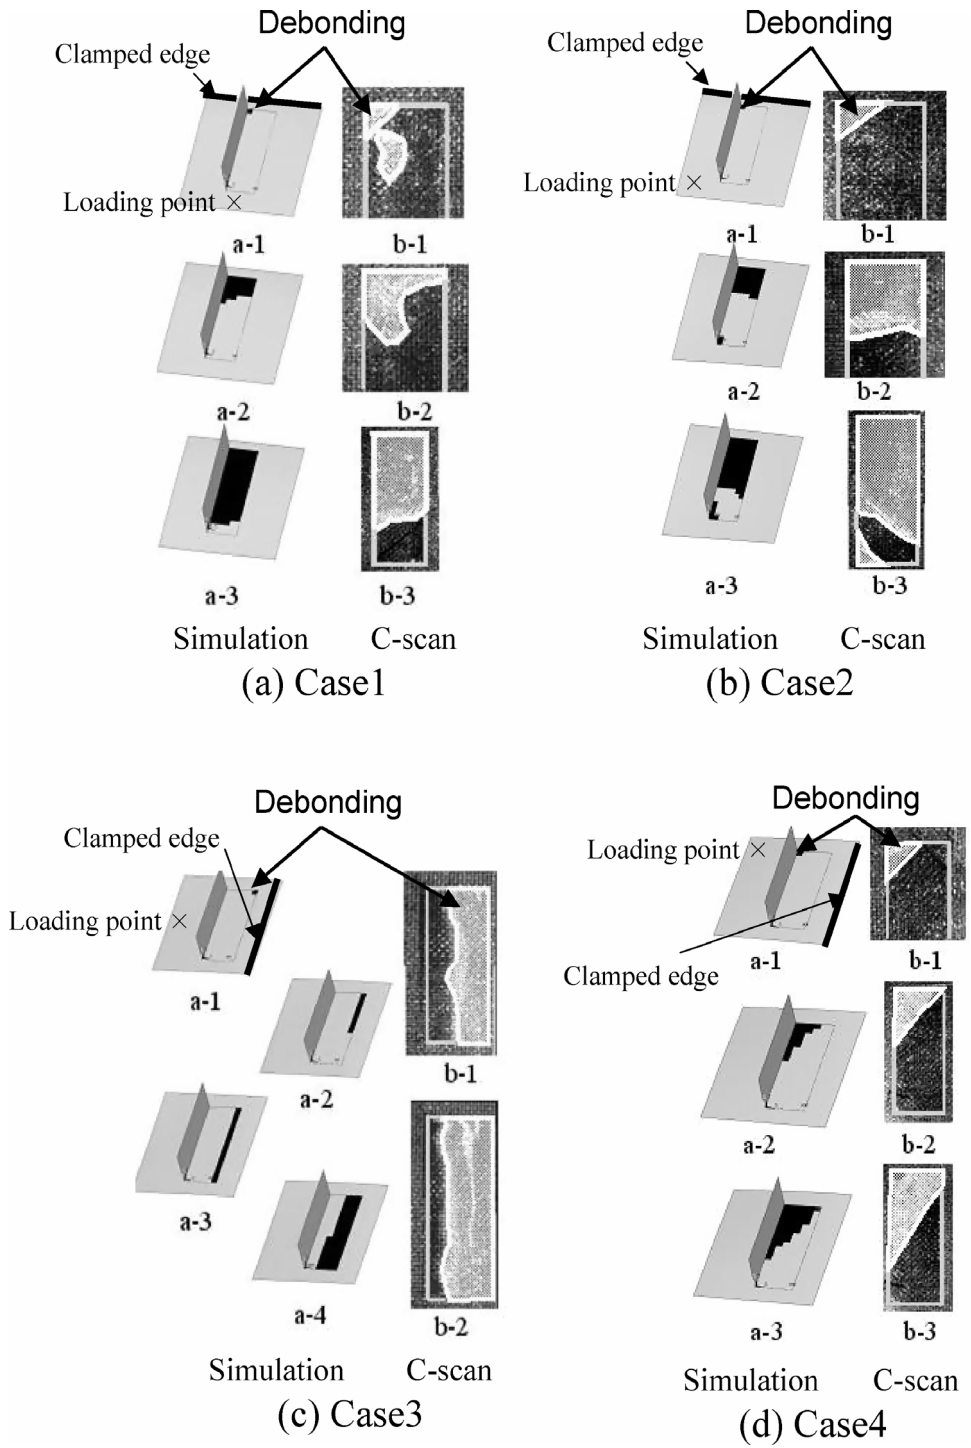 Debonding
Clamped edge
Loading point ×
a-1
b-1
a-2
b-2
a-3
b-3
Simulation
C-scan
(a) Case1
Debonding
Clamped edge
Loading point ×
a-1
b-1
a-2
b-2
a-3
b-3
Simulation
C-scan
(b) Case2
Debonding
Clamped edge
Loading point ×
a-1
a-2
b-1
a-3
a-4
b-2
Simulation
C-scan
(c) Case3
Debonding
Loading point ×
Clamped edge
a-1
b-1
a-2
b-2
a-3
b-3
Simulation
C-scan
(d) Case4